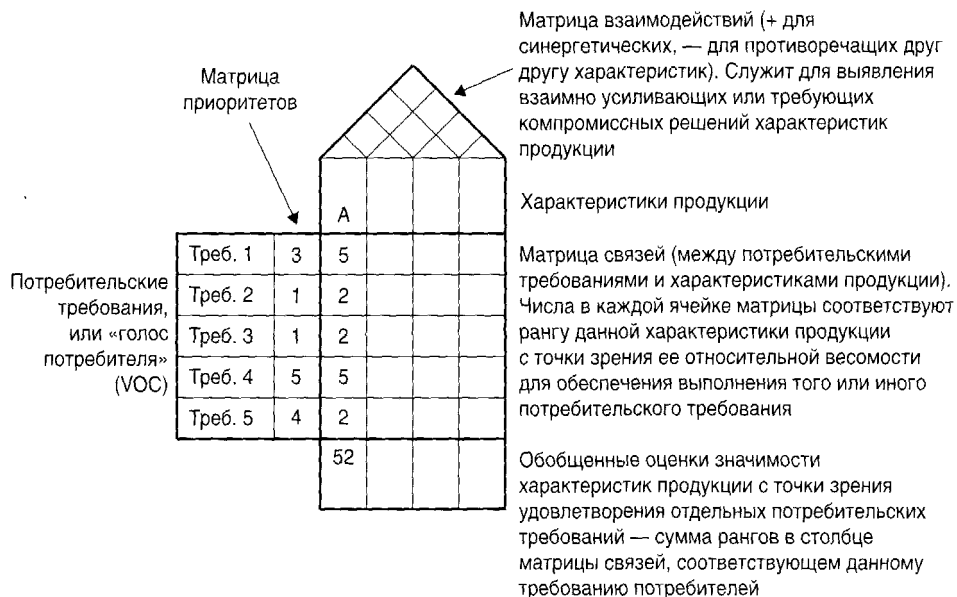 Матрица взаимодействий (+ для
синергетических, — для противоречащих друг
другу характеристик). Служит для выявления
взаимно усиливающих или требующих
компромиссных решений характеристик
продукции
Матрица
приоритетов
Характеристики продукции
А
Потребительские
требования,
или «голос
потребителя»
(VOC)
Треб. 1 3 5
Треб. 2 1 2
Треб. 3 1 2
Треб. 4 5 5
Треб. 5 4 2
52
Матрица связей (между потребительскими
требованиями и характеристиками продукции).
Числа в каждой ячейке матрицы соответствуют
рангу данной характеристики продукции
с точки зрения ее относительной весомости
для обеспечения выполнения того или иного
потребительского требования
Обобщенные оценки значимости
характеристик продукции с точки зрения
удовлетворения отдельных потребительских
требований — сумма рангов в столбце
матрицы связей, соответствующем данному
требованию потребителей